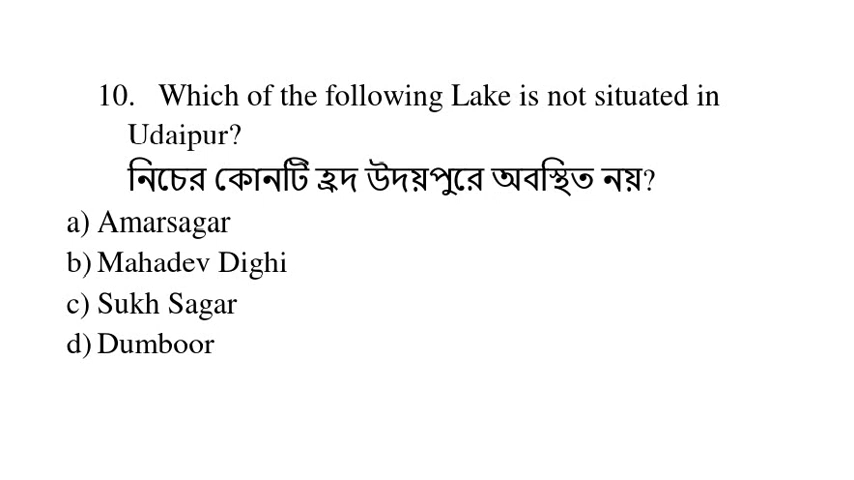 10. Which of the following Lake is not situated in
Udaipur?
নিচের কোনটি হ্রদ উদয়পুরে অবস্থিত নয়?
a) Amarsagar
b) Mahadev Dighi
c) Sukh Sagar
d) Dumboor